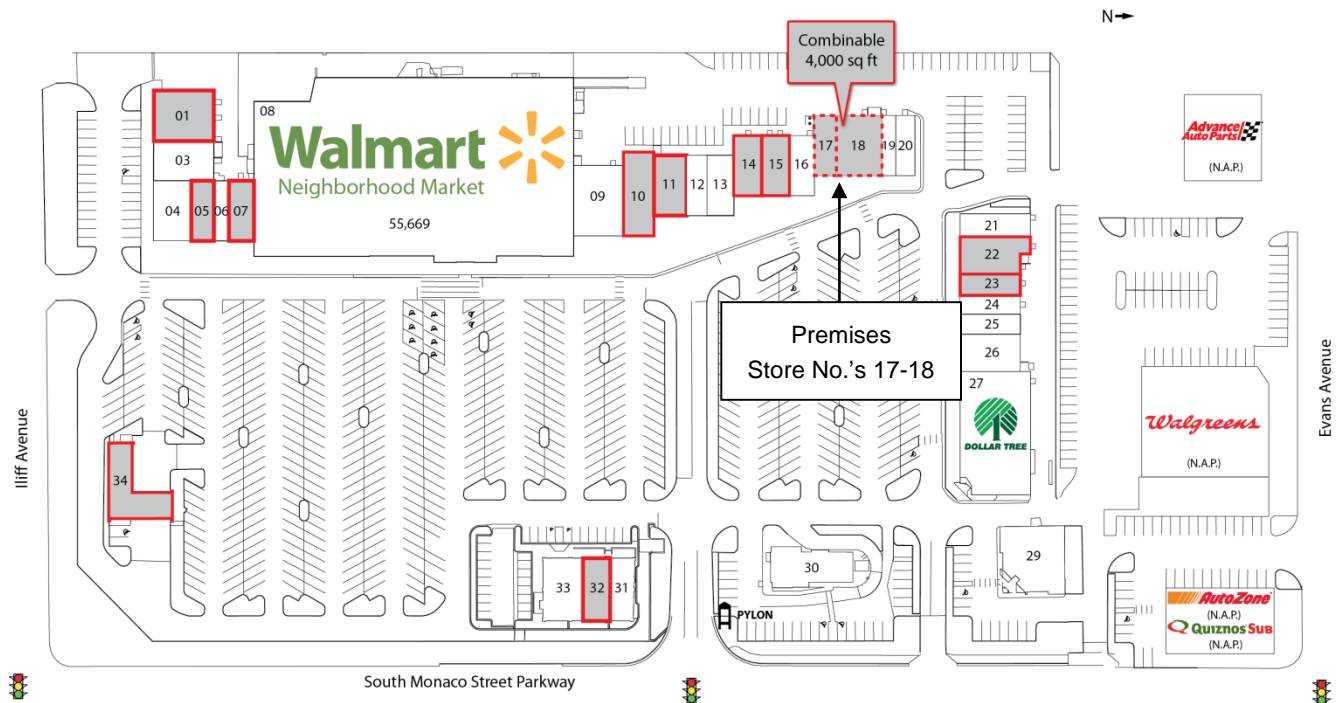 N
Combinable
4,000 sq ft
01
03
04
05
06
07
08
Walmart
Neighborhood Market
55,669
09
10
11
12
13
14
15
16
17
18
19
20
Advance
Auto Parts
(N.A.P.)
21
22
23
24
25
26
27
DOLLAR TREE
Premises
Store No.’s 17-18
Walgreens
(N.A.P.)
Iliff Avenue
Evans Avenue
34
33
32
31
30
29
PYLON
AutoZone
(N.A.P.)
QUIZNOS SUB
(N.A.P.)
South Monaco Street Parkway